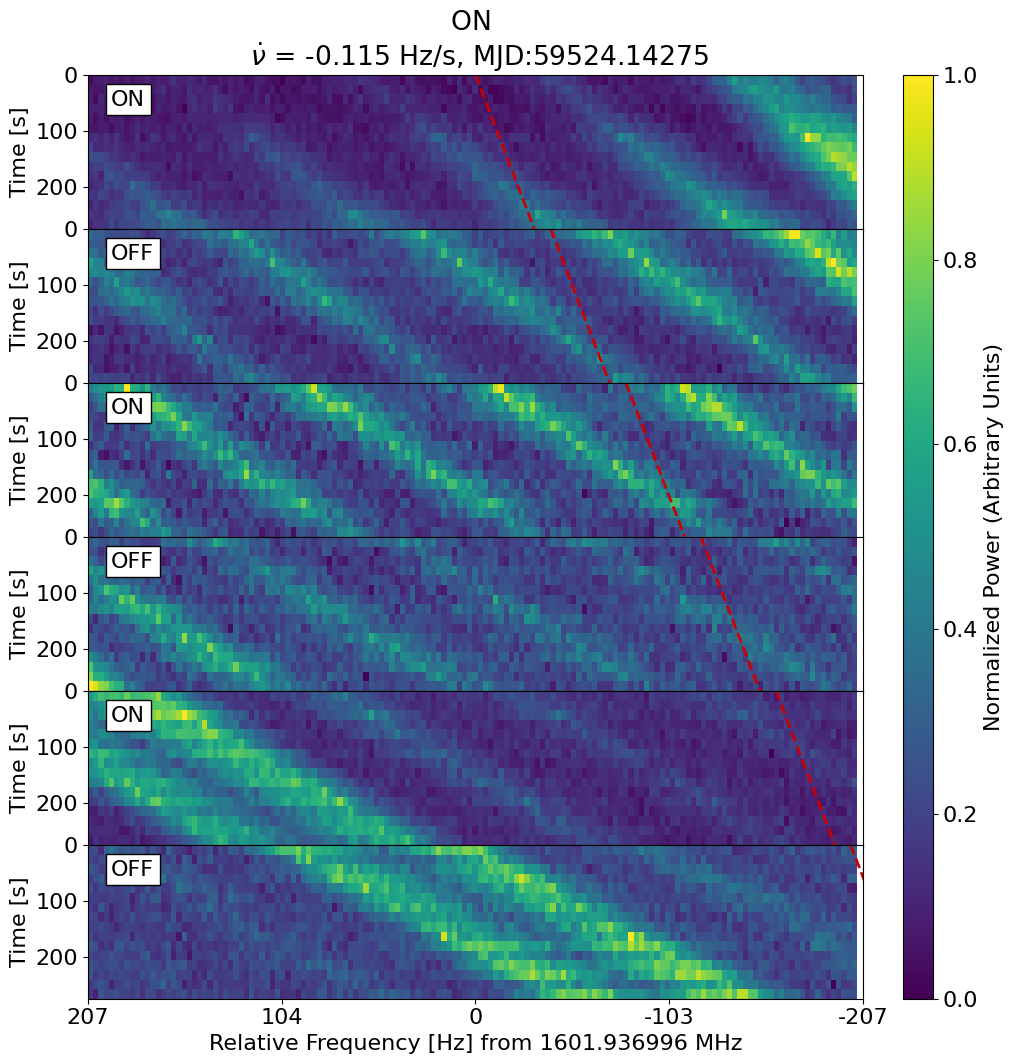 ON
ν̇ = -0.115 Hz/s, MJD:59524.14275
0
ON
100
Time [s]
200
0
OFF
100
Time [s]
200
0
ON
100
Time [s]
200
0
OFF
100
Time [s]
200
0
ON
100
Time [s]
200
0
OFF
100
Time [s]
200
207 104 0 -103 -207
Relative Frequency [Hz] from 1601.936996 MHz
1.0
0.8
0.6
0.4
0.2
0.0
Normalized Power (Arbitrary Units)